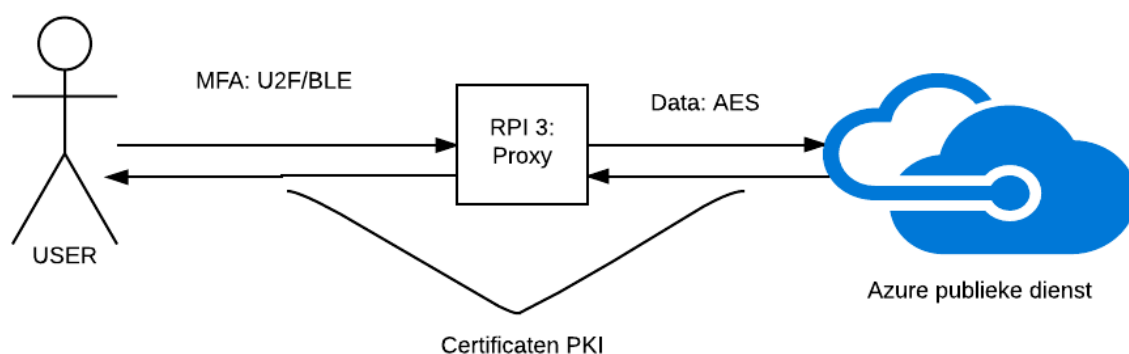 MFA: U2F/BLE
Data: AES
RPI 3:
Proxy
USER
Azure publieke dienst
Certificaten PKI